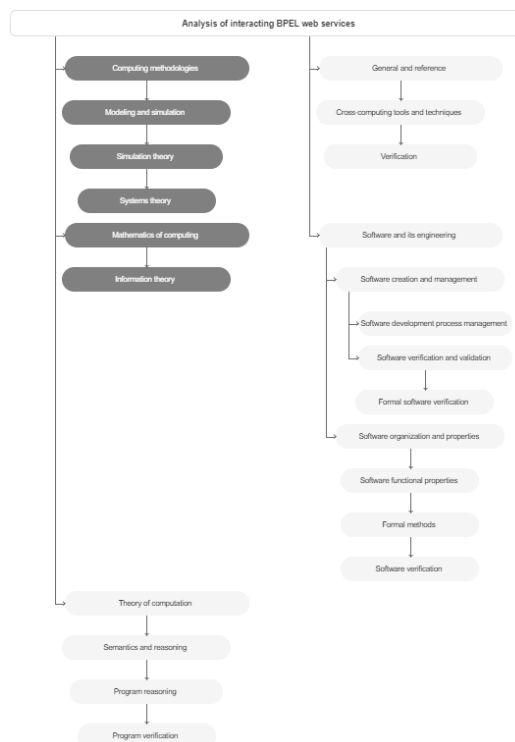 Analysis of interacting BPEL web services
Computing methodologies
Modeling and simulation
Simulation theory
Systems theory
Mathematics of computing
Information theory
Theory of computation
Semantics and reasoning
Program reasoning
Program verification
General and reference
Cross-computing tools and techniques
Verification
Software and its engineering
Software creation and management
Software development process management
Software verification and validation
Formal software verification
Software organization and properties
Software functional properties
Formal methods
Software verification